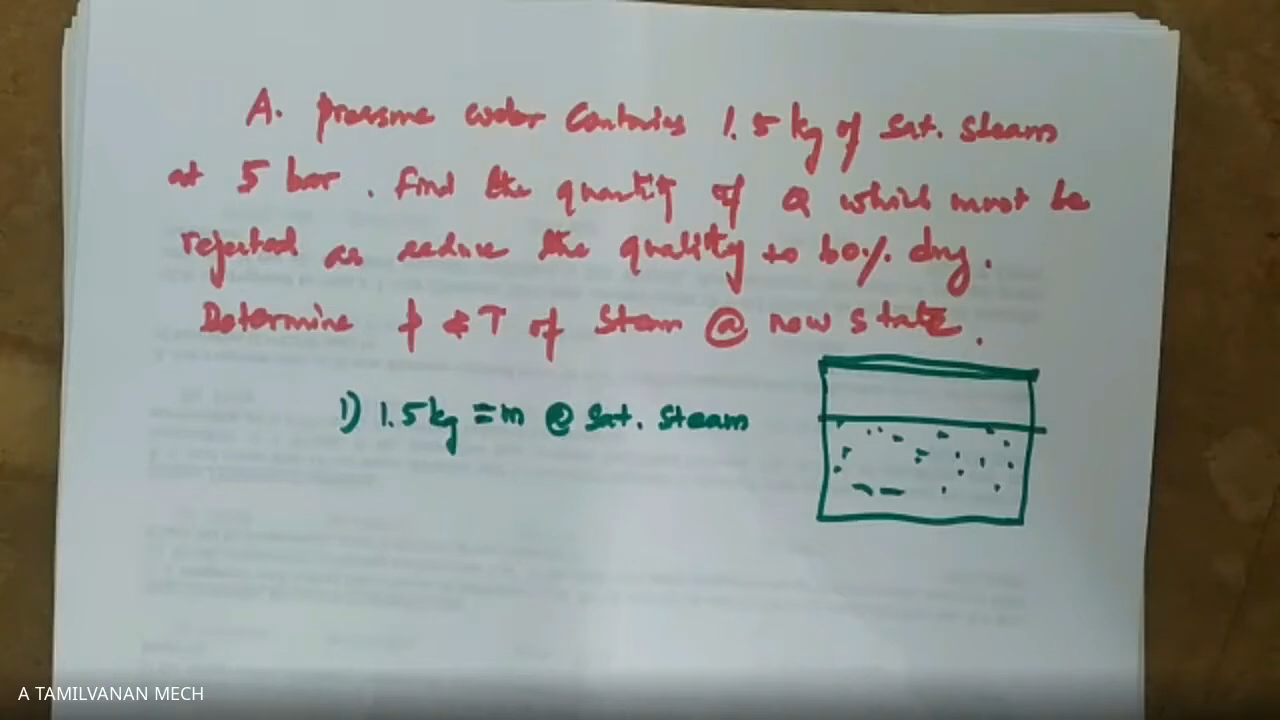 A. pressure cooker contains 1.5 kg of sat. steam
at 5 bar. Find the quantity of Q which must be
rejected as reduce the quality to 60% dry.
Determine p & T of steam @ new state.
1) 1.5 kg = m @ sat. steam
A TAMILVANAN MECH